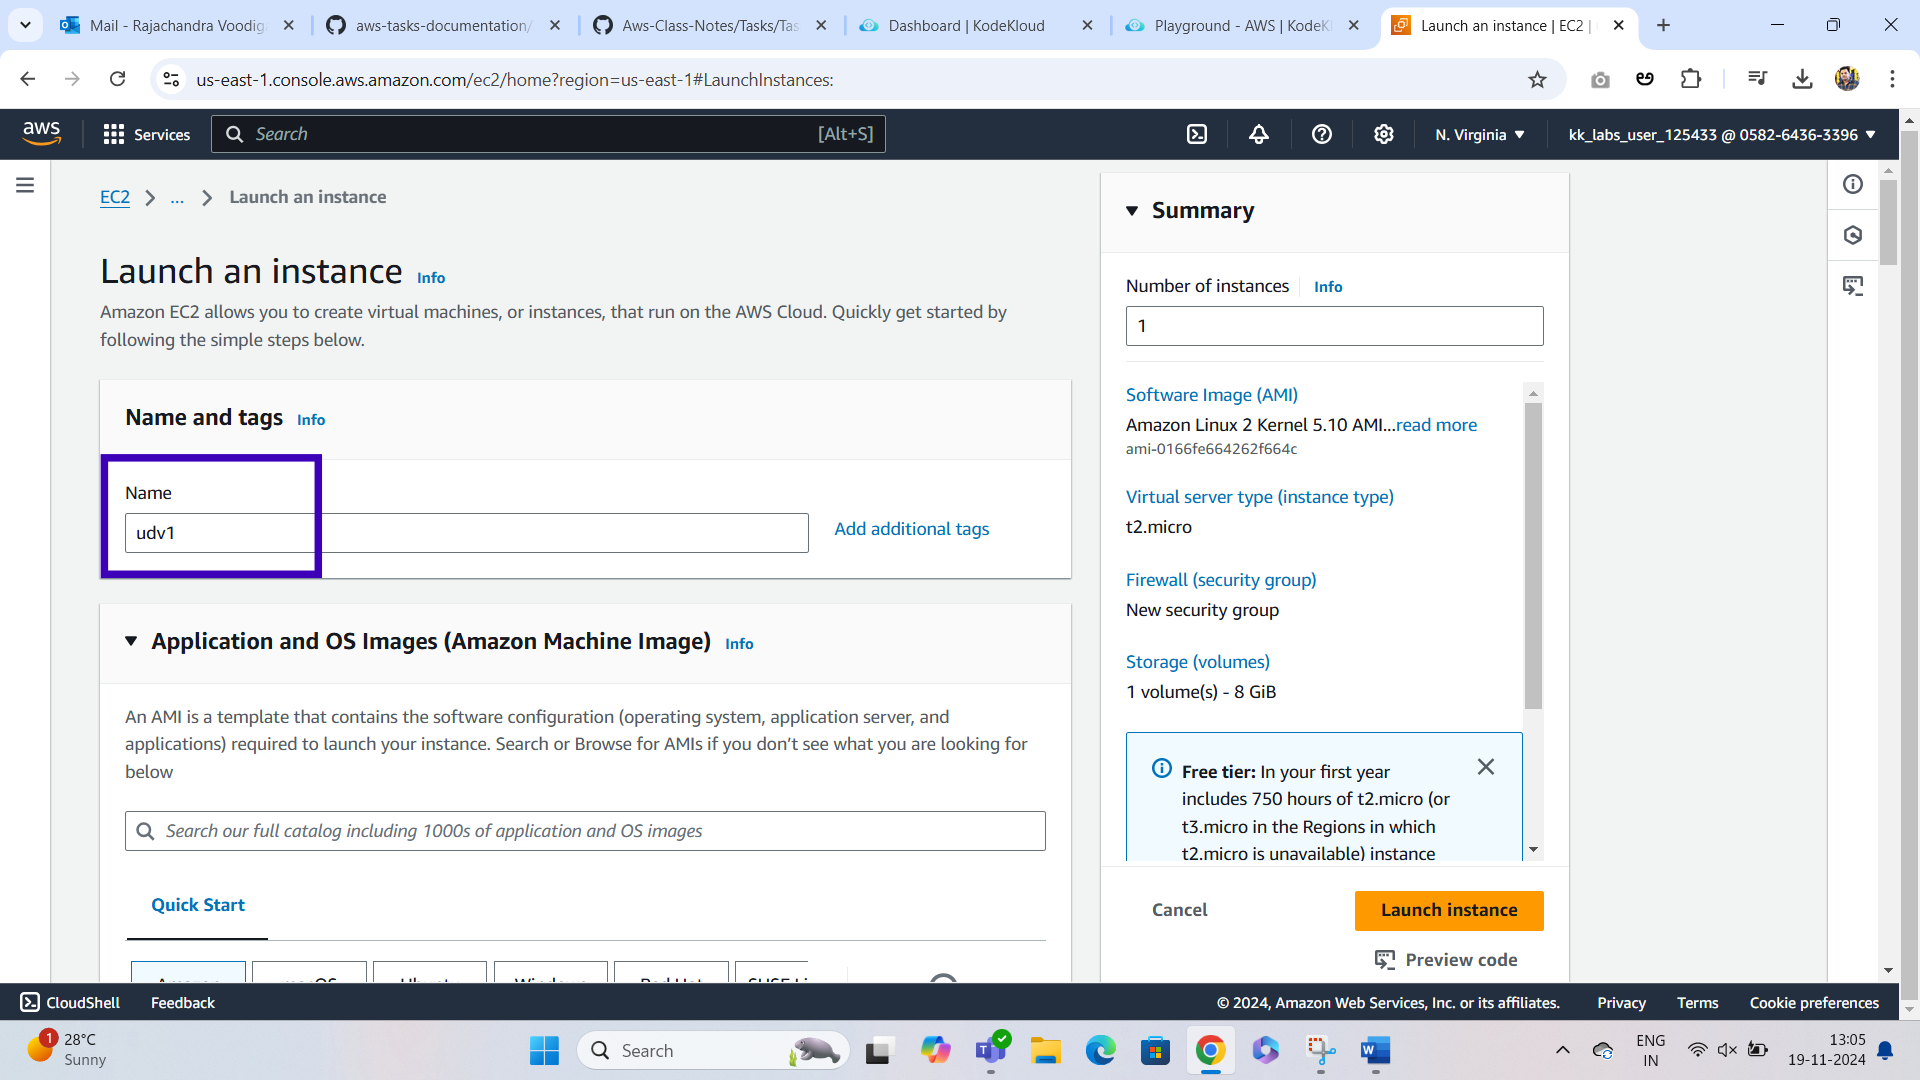 Mail - Rajachandra Voodig
aws-tasks-documentation/
Aws-Class-Notes/Tasks/Tas
Dashboard | KodeKloud
Playground - AWS | KodeKl
Launch an instance | EC2 |
us-east-1.console.aws.amazon.com/ec2/home?region=us-east-1#LaunchInstances:
aws
Services
Search
[Alt+S]
N. Virginia
kk_labs_user_125433 @ 0582-6436-3396
EC2
...
Launch an instance
Launch an instance Info
Amazon EC2 allows you to create virtual machines, or instances, that run on the AWS Cloud. Quickly get started by
following the simple steps below.
Name and tags Info
Name
udv1
Add additional tags
Application and OS Images (Amazon Machine Image) Info
An AMI is a template that contains the software configuration (operating system, application server, and
applications) required to launch your instance. Search or Browse for AMIs if you don’t see what you are looking for
below
Search our full catalog including 1000s of application and OS images
Quick Start
Amazon
macOS
Ubuntu
Windows
Red Hat
SUSE Li
Summary
Number of instances Info
1
Software Image (AMI)
Amazon Linux 2 Kernel 5.10 AMI...read more
ami-0166fe664262f664c
Virtual server type (instance type)
t2.micro
Firewall (security group)
New security group
Storage (volumes)
1 volume(s) - 8 GiB
Free tier: In your first year
includes 750 hours of t2.micro (or
t3.micro in the Regions in which
t2.micro is unavailable) instance
Cancel
Launch instance
Preview code
CloudShell
Feedback
© 2024, Amazon Web Services, Inc. or its affiliates.
Privacy
Terms
Cookie preferences
1
28°C
Sunny
Search
ENG
IN
13:05
19-11-2024